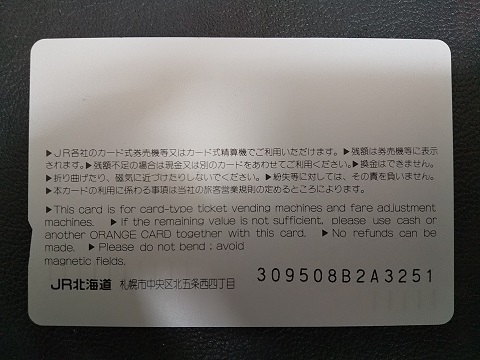 ▶JR各社のカード式券売機等又はカード式精算機でご利用いただけます。▶残額は券売機等に表示
されます。▶残額不足の場合は現金又は別のカードをあわせてご利用ください。▶換金はできません。
▶折り曲げたり、磁気に近づけたりしないでください。▶紛失等に対しては、その責を負いません。
▶本カードの利用に係わる事項は当社の旅客営業規則の定めるところによります。
▶This card is for card-type ticket vending machines and fare adjustment
machines. ▶If the remaining value is not sufficient, please use cash or
another ORANGE CARD together with this card. ▶No refunds can be
made. ▶Please do not bend; avoid
magnetic fields.
JR北海道 札幌市中央区北五条西四丁目 309508B2A3251